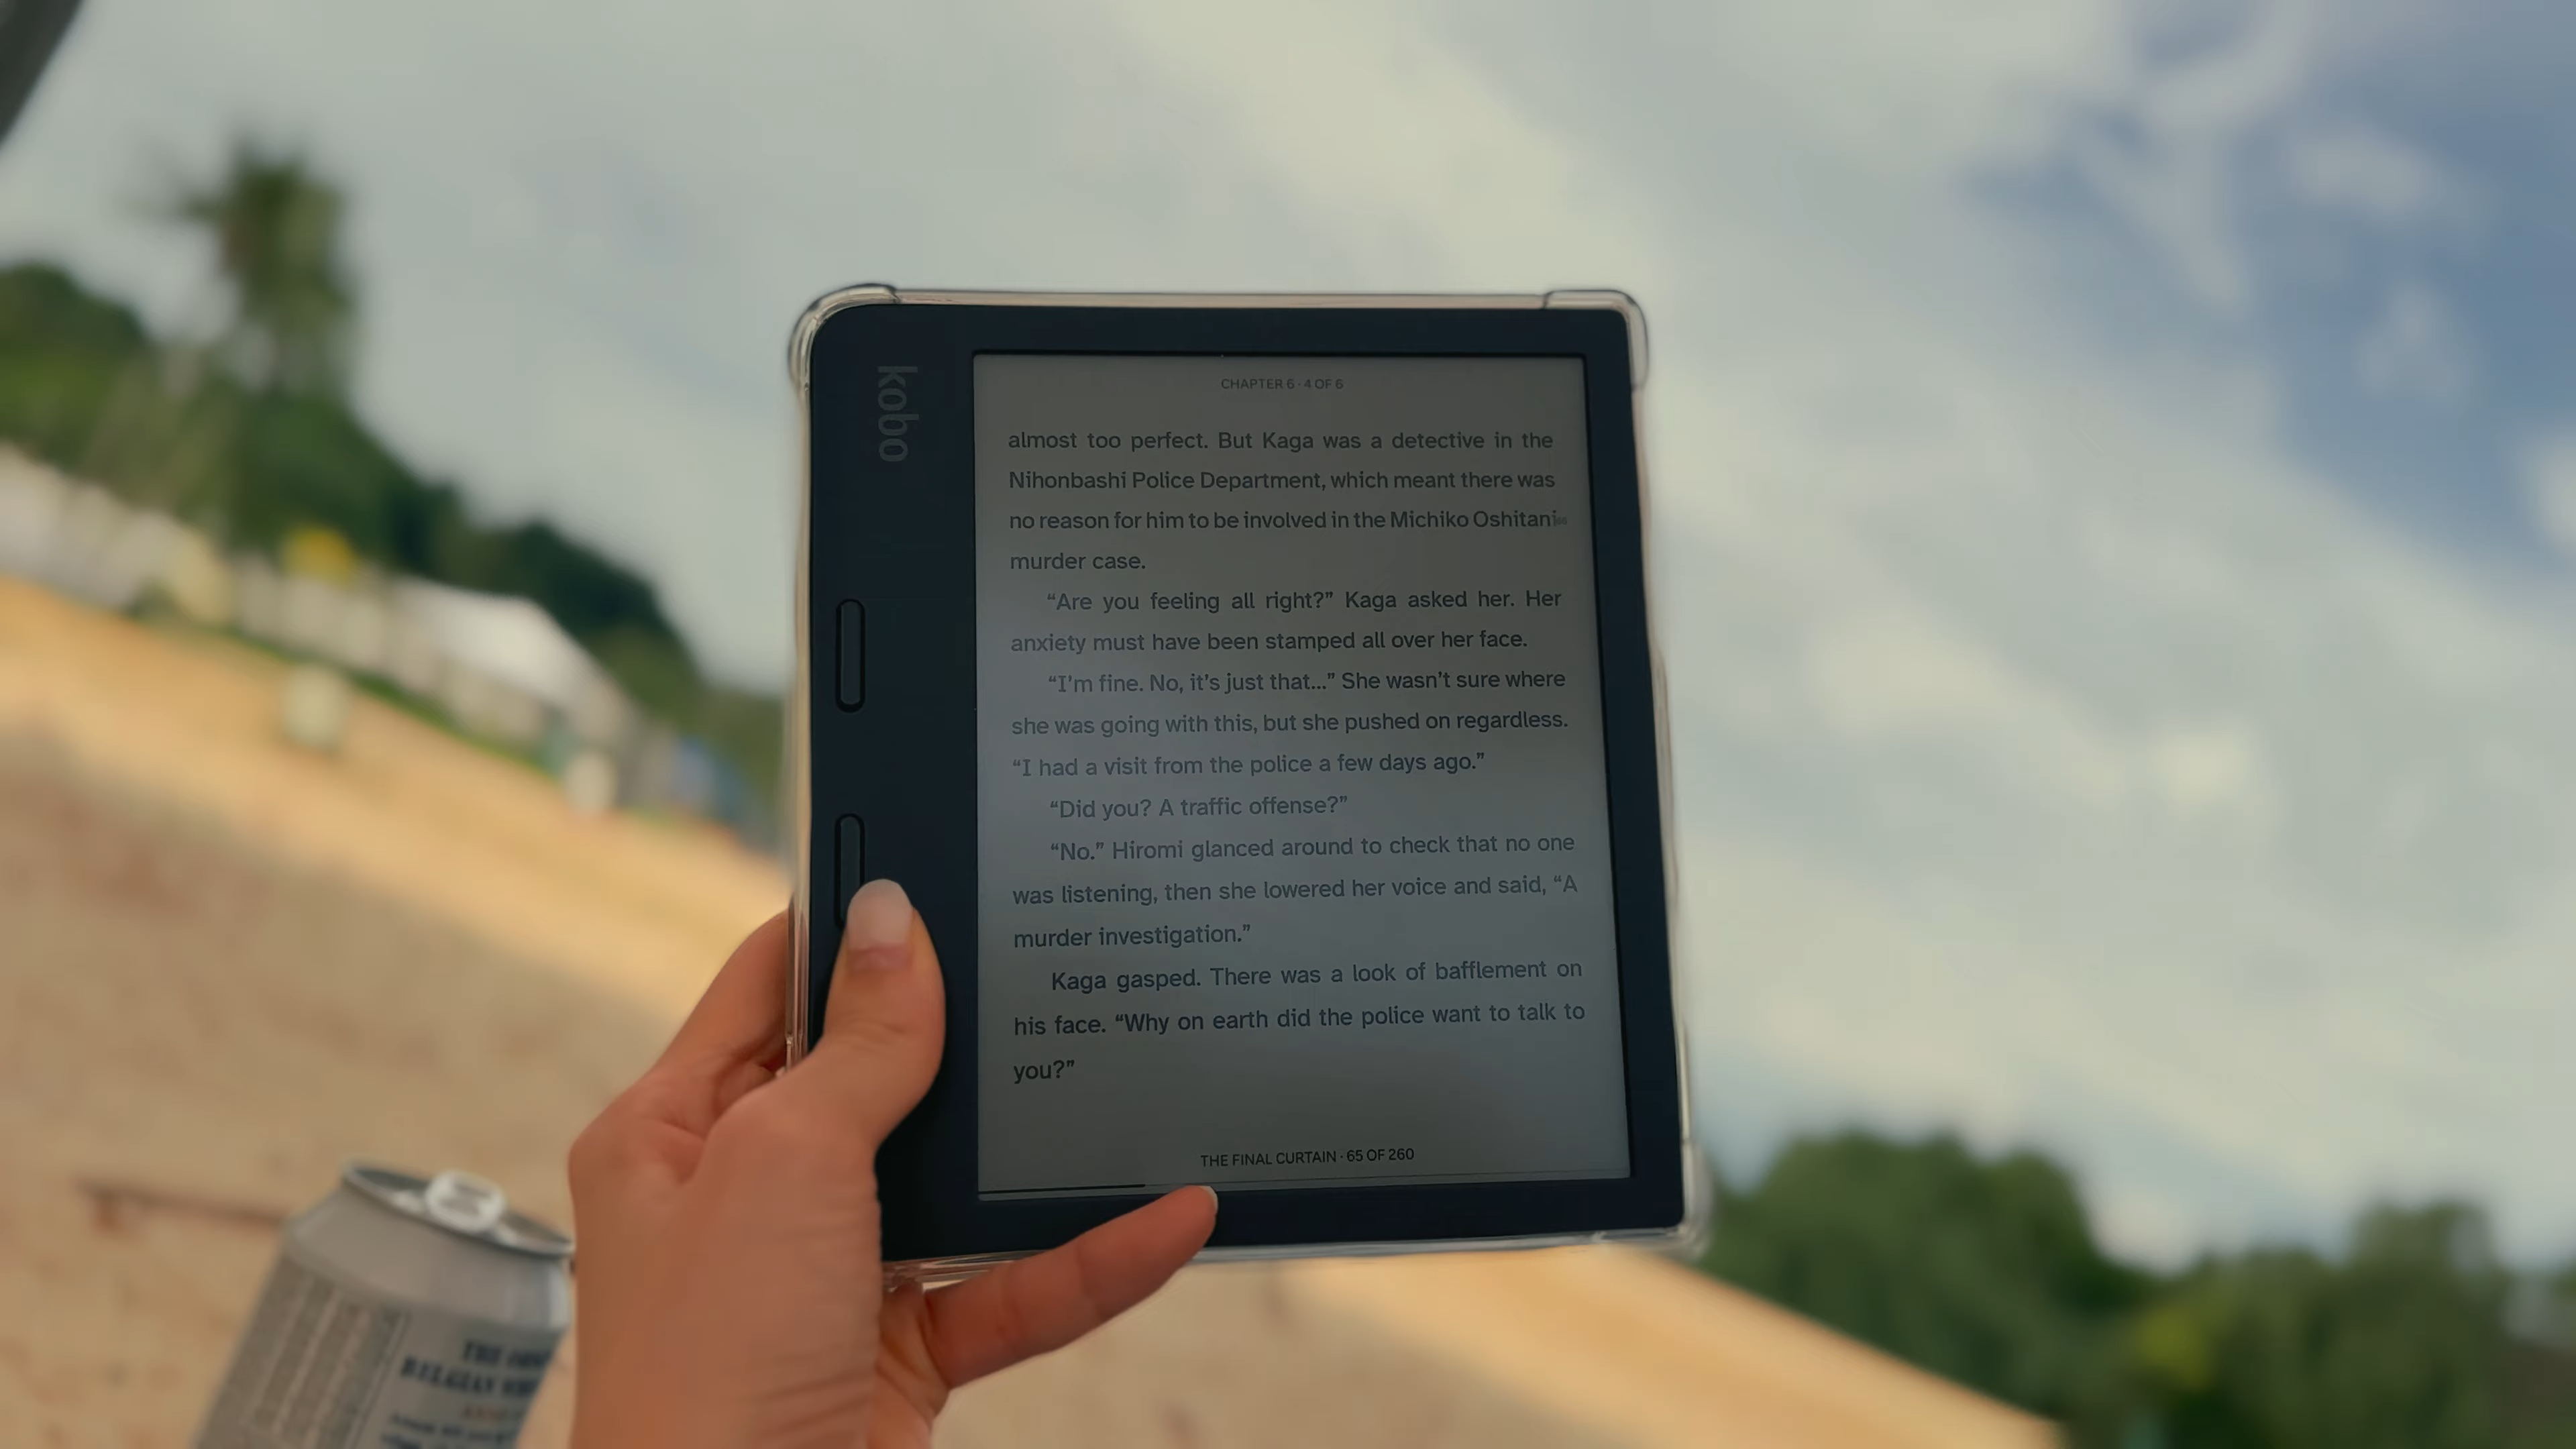 kobo
CHAPTER 6 · 4 OF 6
almost too perfect. But Kaga was a detective in the
Nihonbashi Police Department, which meant there was
no reason for him to be involved in the Michiko Oshitani
murder case.
“Are you feeling all right?” Kaga asked her. Her
anxiety must have been stamped all over her face.
“I’m fine. No, it’s just that...” She wasn’t sure where
she was going with this, but she pushed on regardless.
“I had a visit from the police a few days ago.”
“Did you? A traffic offense?”
“No.” Hiromi glanced around to check that no one
was listening, then she lowered her voice and said, “A
murder investigation.”
Kaga gasped. There was a look of bafflement on
his face. “Why on earth did the police want to talk to
you?”
THE FINAL CURTAIN · 65 OF 260
THE
BELGIAN